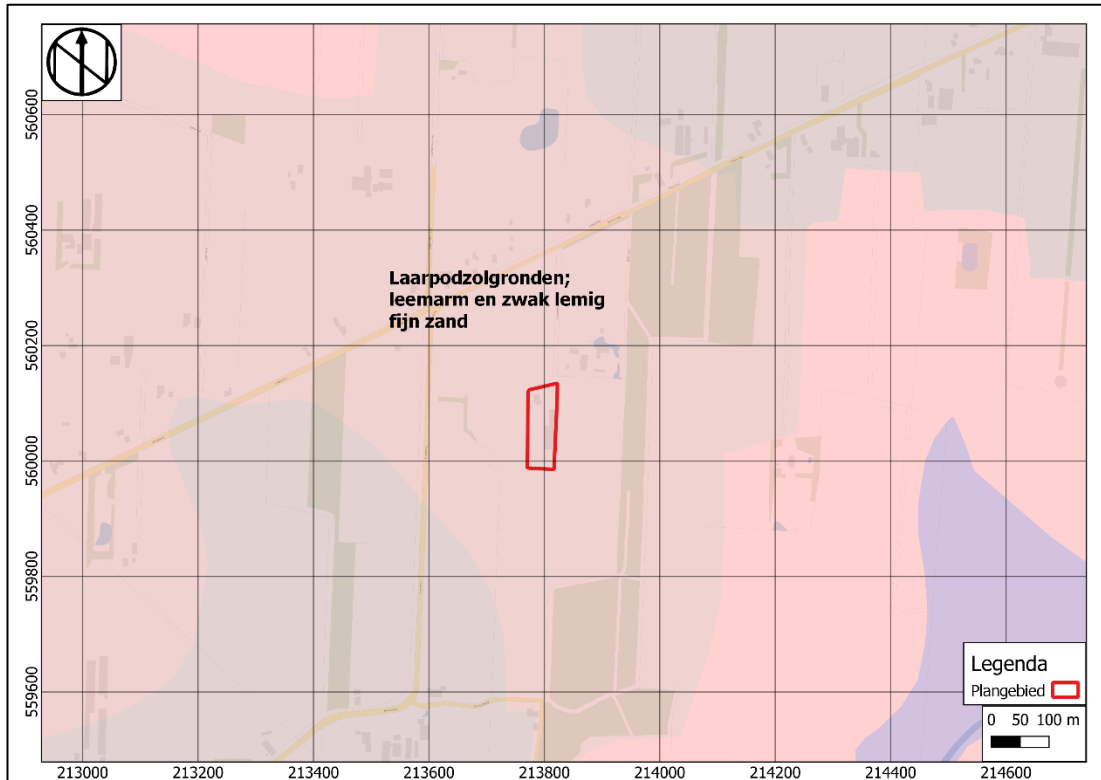 560600
560400
Laarpodzolgronden;
leemarm en zwak lemig
fijn zand
560200
560000
559800
559600
Legenda
Plangebied
0 50 100 m
213000 213200 213400 213600 213800 214000 214200 214400 214600